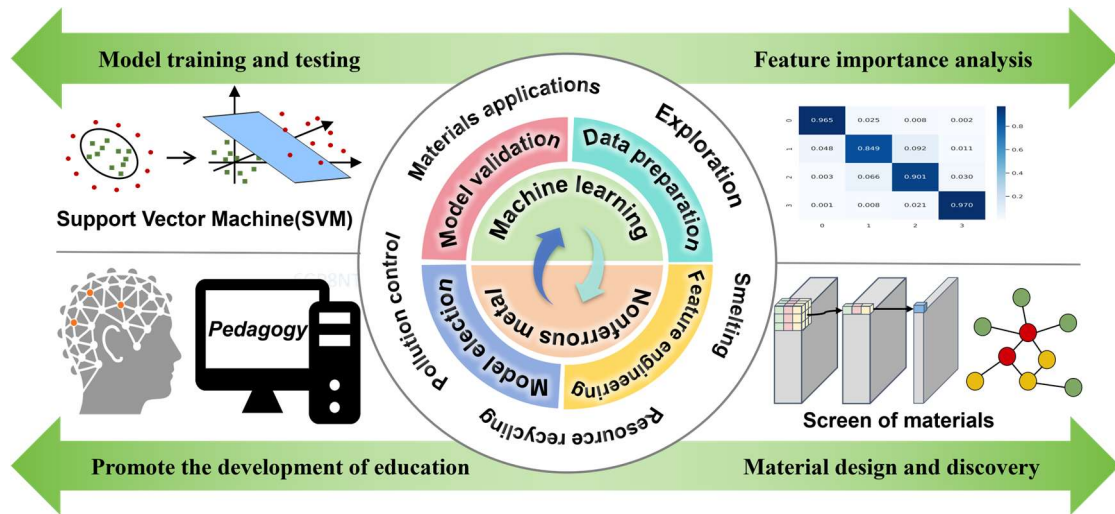 Model training and testing
Feature importance analysis
Support Vector Machine(SVM)
Materials applications
Exploration
Smelting
Resource recycling
Pollution control
Model validation
Data preparation
Feature engineering
Model election
Machine learning
Nonferrous metal
0 0.965 0.025 0.008 0.002
1 0.048 0.849 0.092 0.011
2 0.003 0.066 0.901 0.030
3 0.001 0.008 0.021 0.970
0 1 2 3
0.8
0.6
0.4
0.2
Pedagogy
Screen of materials
Promote the development of education
Material design and discovery